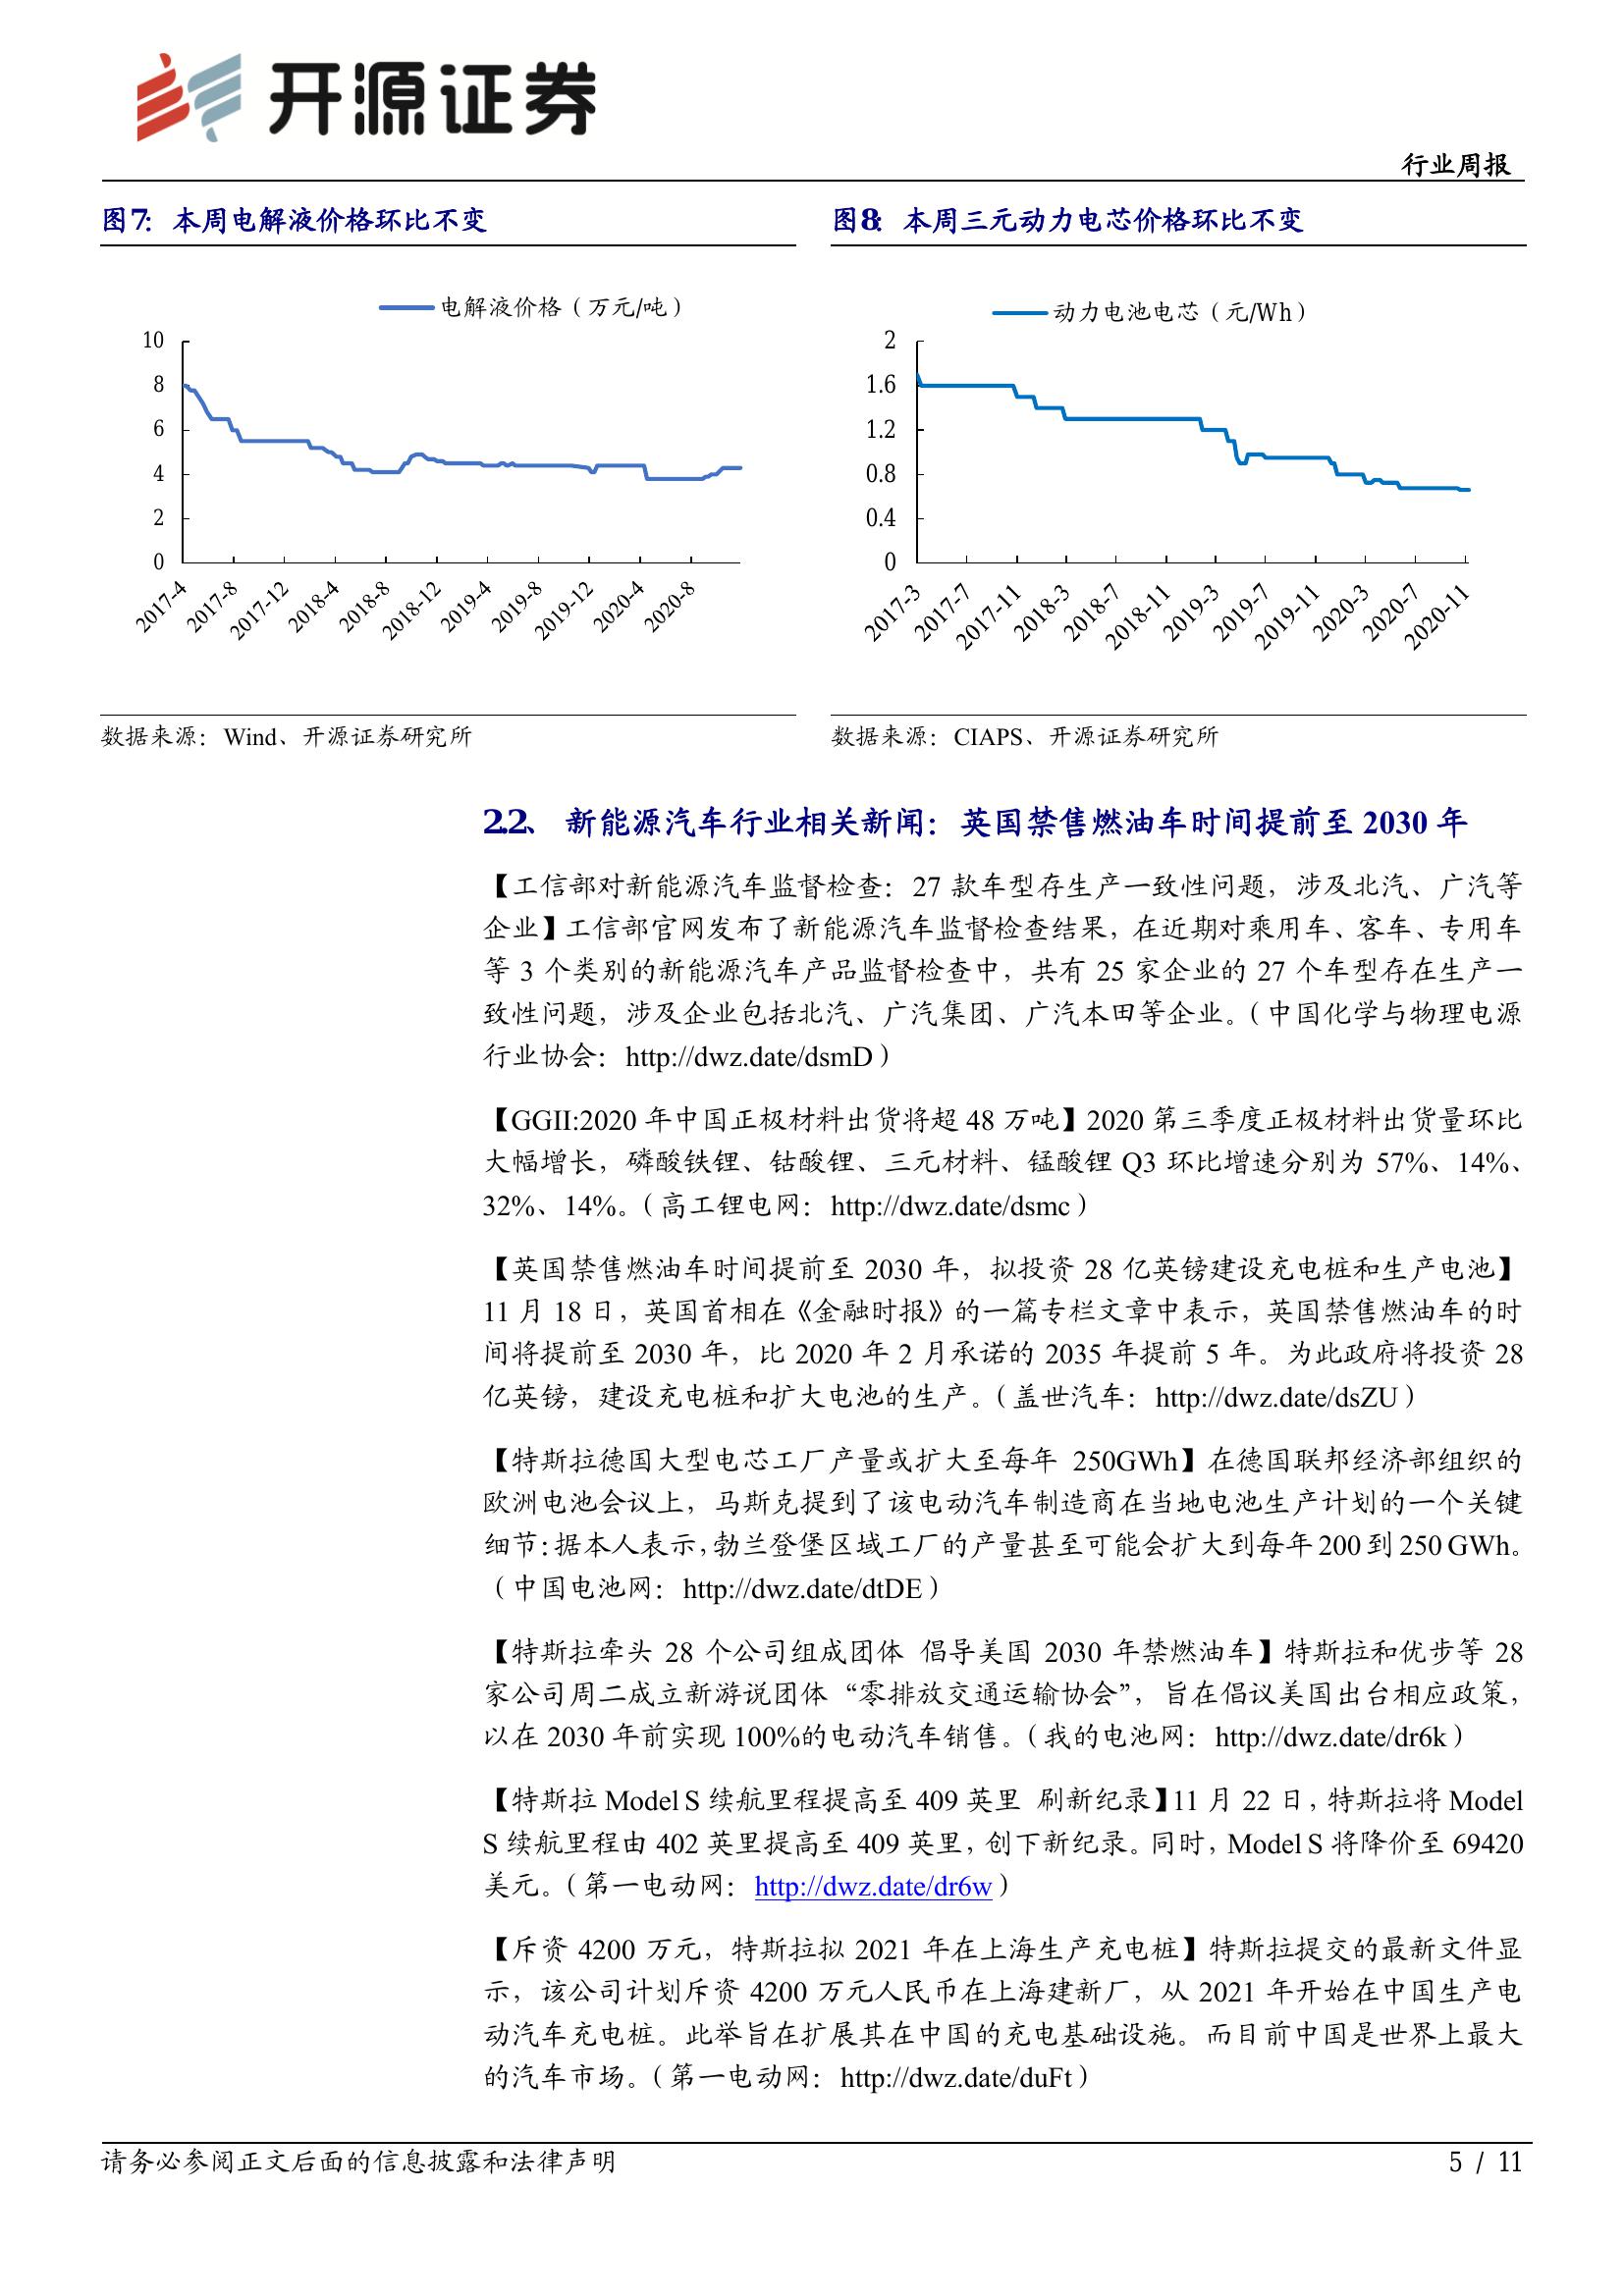 开源证券
行业周报
图7：本周电解液价格环比不变
电解液价格（万元/吨）
10
8
6
4
2
0
2017-4
2017-8
2017-12
2018-4
2018-8
2018-12
2019-4
2019-8
2019-12
2020-4
2020-8
数据来源：Wind、开源证券研究所
图8：本周三元动力电芯价格环比不变
动力电池电芯（元/Wh）
2
1.6
1.2
0.8
0.4
0
2017-3
2017-7
2017-11
2018-3
2018-7
2018-11
2019-3
2019-7
2019-11
2020-3
2020-7
2020-11
数据来源：CIAPS、开源证券研究所
2.2、 新能源汽车行业相关新闻：英国禁售燃油车时间提前至 2030 年
【工信部对新能源汽车监督检查：27 款车型存生产一致性问题，涉及北汽、广汽等
企业】工信部官网发布了新能源汽车监督检查结果，在近期对乘用车、客车、专用车
等 3 个类别的新能源汽车产品监督检查中，共有 25 家企业的 27 个车型存在生产一
致性问题，涉及企业包括北汽、广汽集团、广汽本田等企业。（中国化学与物理电源
行业协会：http://dwz.date/dsmD）
【GGII:2020 年中国正极材料出货将超 48 万吨】2020 第三季度正极材料出货量环比
大幅增长，磷酸铁锂、钴酸锂、三元材料、锰酸锂 Q3 环比增速分别为 57%、14%、
32%、14%。（高工锂电网：http://dwz.date/dsmc）
【英国禁售燃油车时间提前至 2030 年，拟投资 28 亿英镑建设充电桩和生产电池】
11 月 18 日，英国首相在《金融时报》的一篇专栏文章中表示，英国禁售燃油车的时
间将提前至 2030 年，比 2020 年 2 月承诺的 2035 年提前 5 年。为此政府将投资 28
亿英镑，建设充电桩和扩大电池的生产。（盖世汽车：http://dwz.date/dsZU）
【特斯拉德国大型电芯工厂产量或扩大至每年 250GWh】在德国联邦经济部组织的
欧洲电池会议上，马斯克提到了该电动汽车制造商在当地电池生产计划的一个关键
细节：据本人表示，勃兰登堡区域工厂的产量甚至可能会扩大到每年 200 到 250 GWh。
（中国电池网：http://dwz.date/dtDE）
【特斯拉牵头 28 个公司组成团体 倡导美国 2030 年禁燃油车】特斯拉和优步等 28
家公司周二成立新游说团体“零排放交通运输协会”，旨在倡议美国出台相应政策，
以在 2030 年前实现 100%的电动汽车销售。（我的电池网：http://dwz.date/dr6k）
【特斯拉 Model S 续航里程提高至 409 英里 刷新纪录】11 月 22 日，特斯拉将 Model
S 续航里程由 402 英里提高至 409 英里，创下新纪录。同时，Model S 将降价至 69420
美元。（第一电动网：http://dwz.date/dr6w）
【斥资 4200 万元，特斯拉拟 2021 年在上海生产充电桩】特斯拉提交的最新文件显
示，该公司计划斥资 4200 万元人民币在上海建新厂，从 2021 年开始在中国生产电
动汽车充电桩。此举旨在扩展其在中国的充电基础设施。而目前中国是世界上最大
的汽车市场。（第一电动网：http://dwz.date/duFt）
请务必参阅正文后面的信息披露和法律声明
5 / 11